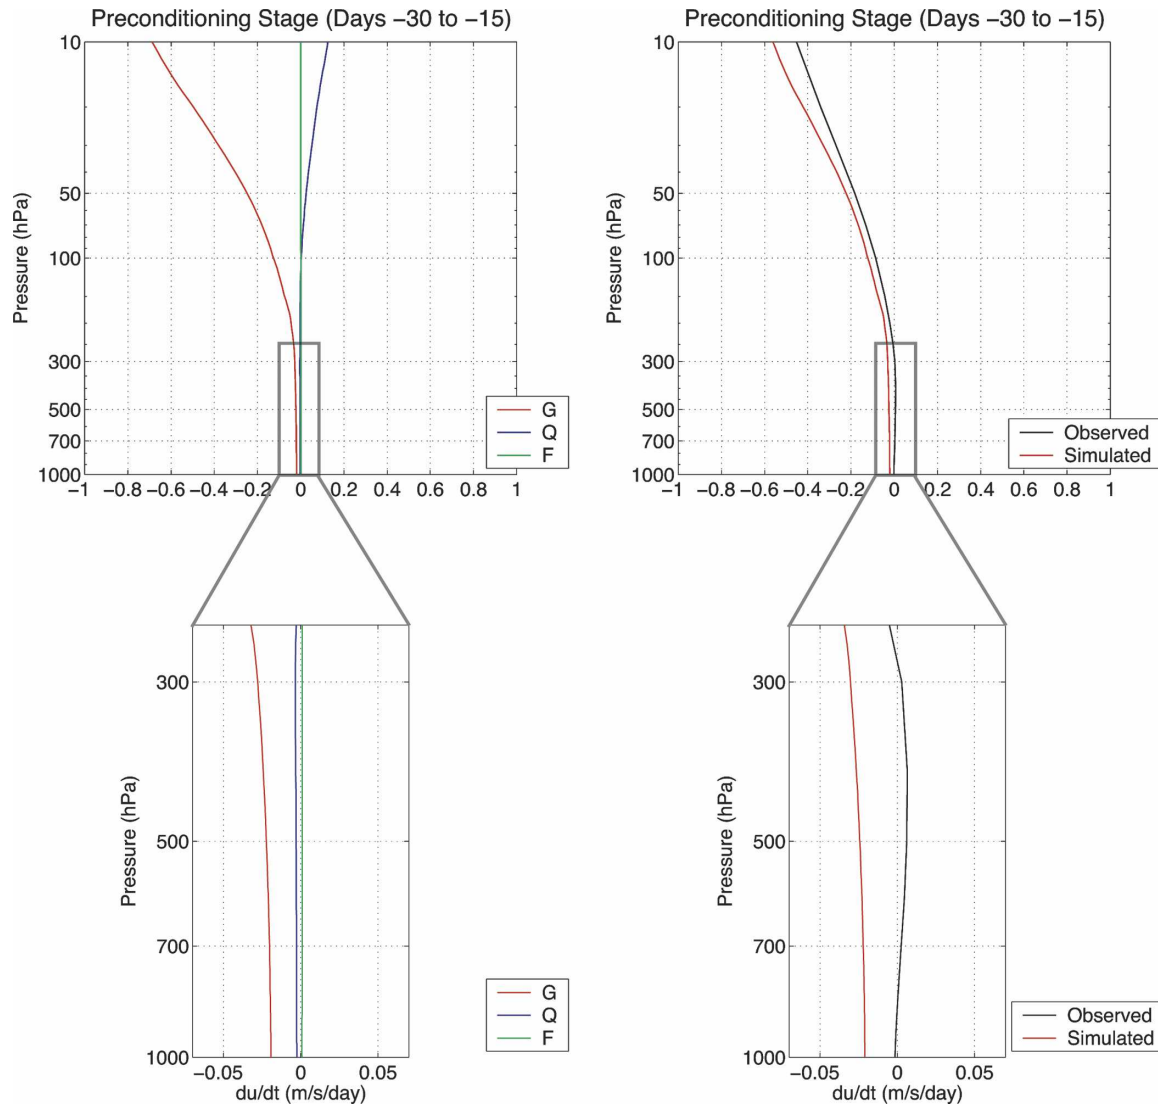 Preconditioning Stage (Days −30 to −15)
10
50
100
300
500
700
1000
Pressure (hPa)
−1 −0.8 −0.6 −0.4 −0.2 0 0.2 0.4 0.6 0.8 1
G
Q
F
Preconditioning Stage (Days −30 to −15)
10
50
100
300
500
700
1000
Pressure (hPa)
−1 −0.8 −0.6 −0.4 −0.2 0 0.2 0.4 0.6 0.8 1
Observed
Simulated
300
500
700
1000
Pressure (hPa)
−0.05 0 0.05
du/dt (m/s/day)
G
Q
F
300
500
700
1000
Pressure (hPa)
−0.05 0 0.05
du/dt (m/s/day)
Observed
Simulated